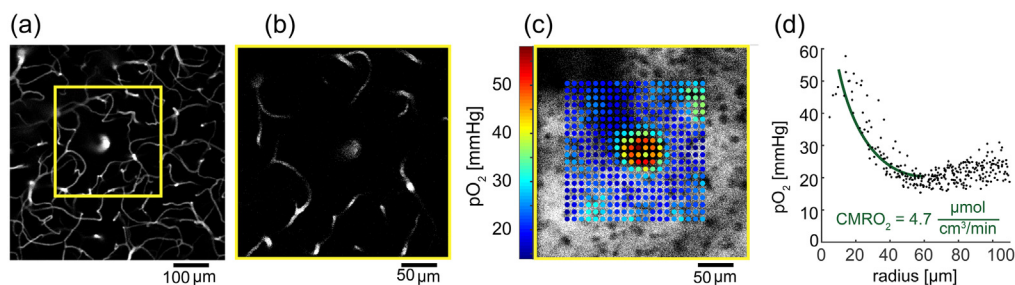 (a)
100 µm
(b)
50 µm
(c)
pO₂ [mmHg]
50
40
30
20
50 µm
(d)
pO₂ [mmHg]
60
50
40
30
20
10
0
CMRO₂ = 4.7 µmol
cm³/min
0 20 40 60 80 100
radius [µm]